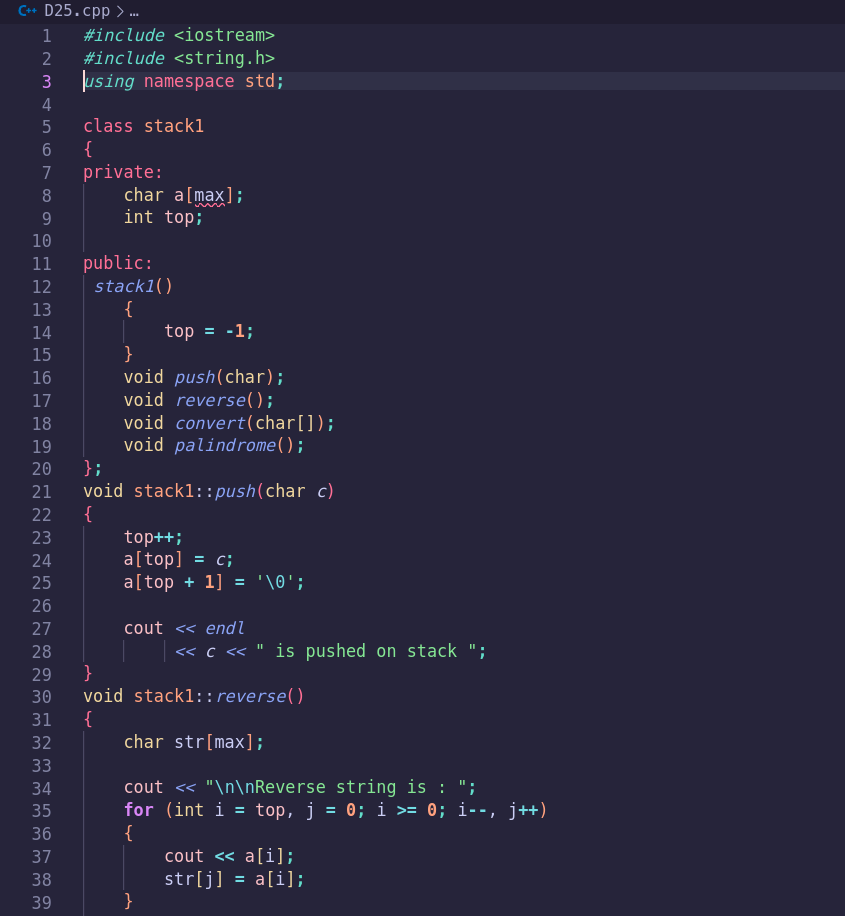 D25.cpp > …
1 #include <iostream>
2 #include <string.h>
3 using namespace std;
4
5 class stack1
6 {
7 private:
8     char a[max];
9     int top;
10
11 public:
12  stack1()
13     {
14         top = -1;
15     }
16     void push(char);
17     void reverse();
18     void convert(char[]);
19     void palindrome();
20 };
21 void stack1::push(char c)
22 {
23     top++;
24     a[top] = c;
25     a[top + 1] = '\0';
26
27     cout << endl
28          << c << " is pushed on stack ";
29 }
30 void stack1::reverse()
31 {
32     char str[max];
33
34     cout << "\n\nReverse string is : ";
35     for (int i = top, j = 0; i >= 0; i--, j++)
36     {
37         cout << a[i];
38         str[j] = a[i];
39     }